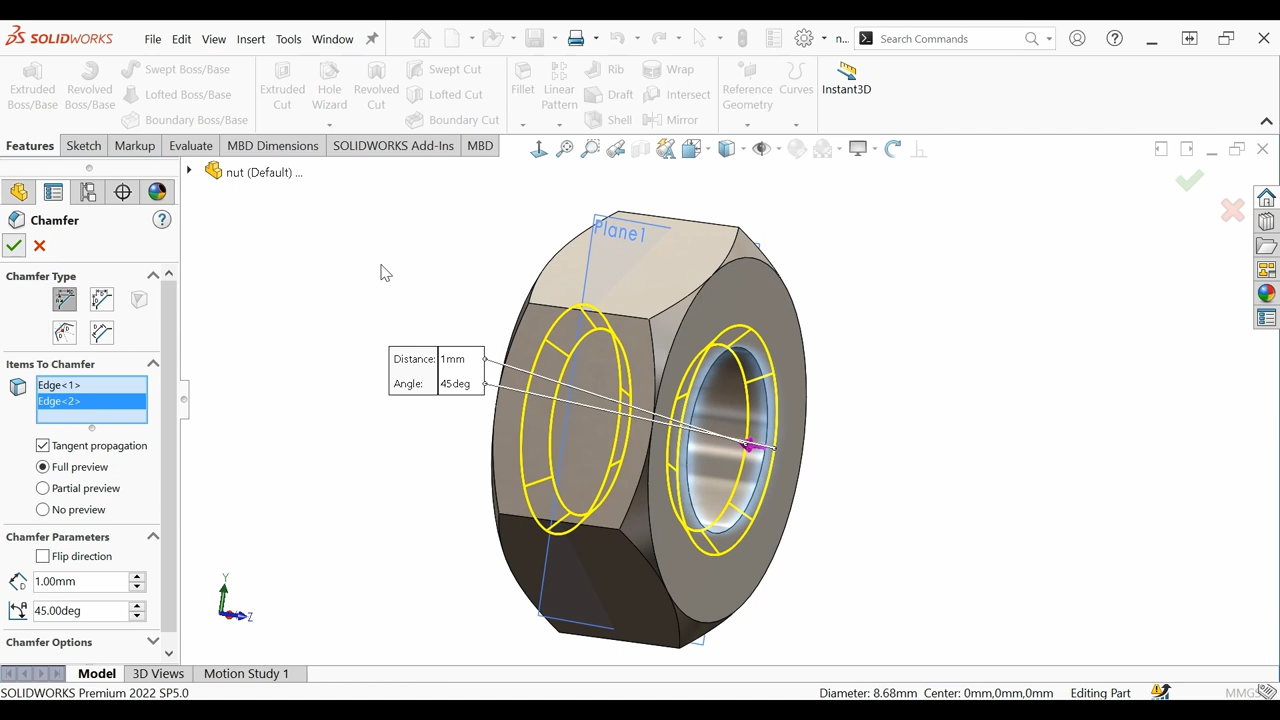 SOLIDWORKS File Edit View Insert Tools Window n... Search Commands
Extruded Boss/Base
Revolved Boss/Base
Swept Boss/Base
Lofted Boss/Base
Boundary Boss/Base
Extruded Cut
Hole Wizard
Revolved Cut
Swept Cut
Lofted Cut
Boundary Cut
Fillet
Linear Pattern
Rib
Draft
Shell
Wrap
Intersect
Mirror
Reference Geometry
Curves
Instant3D
Features Sketch Markup Evaluate MBD Dimensions SOLIDWORKS Add-Ins MBD
nut (Default) ...
Chamfer
Chamfer Type
Items To Chamfer
Edge<1>
Edge<2>
Tangent propagation
Full preview
Partial preview
No preview
Chamfer Parameters
Flip direction
1.00mm
45.00deg
Chamfer Options
Plane1
Distance: 1mm
Angle: 45deg
Y
Z
Model 3D Views Motion Study 1
SOLIDWORKS Premium 2022 SP5.0 Diameter: 8.68mm Center: 0mm,0mm,0mm Editing Part